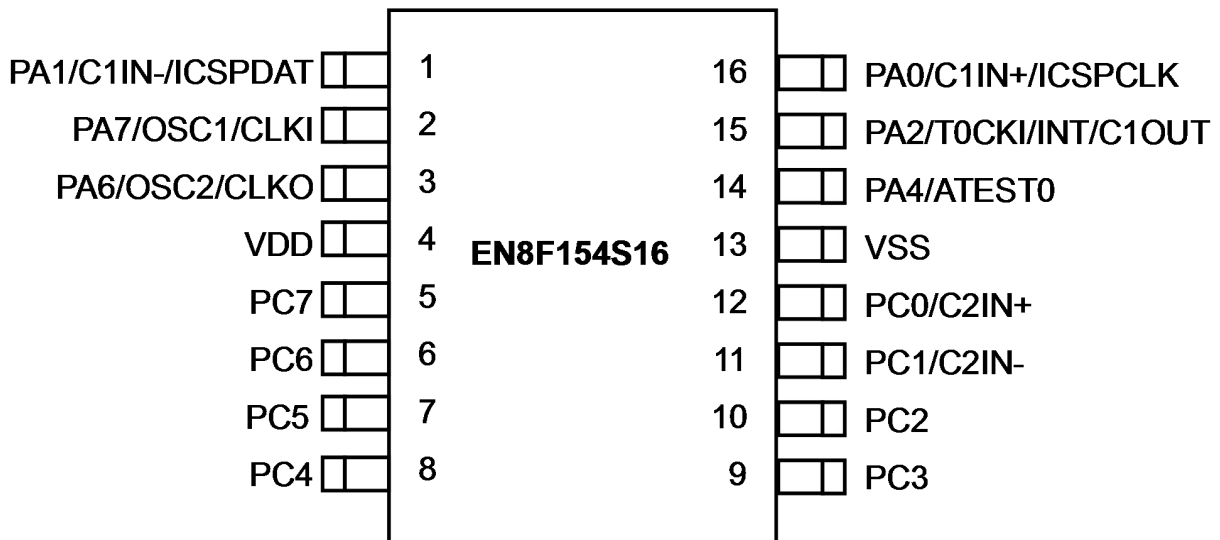 PA1/C1IN-/ICSPDAT 1 16 PA0/C1IN+/ICSPCLK
PA7/OSC1/CLKI 2 15 PA2/T0CKI/INT/C1OUT
PA6/OSC2/CLKO 3 14 PA4/ATEST0
VDD 4 EN8F154S16 13 VSS
PC7 5 12 PC0/C2IN+
PC6 6 11 PC1/C2IN-
PC5 7 10 PC2
PC4 8 9 PC3